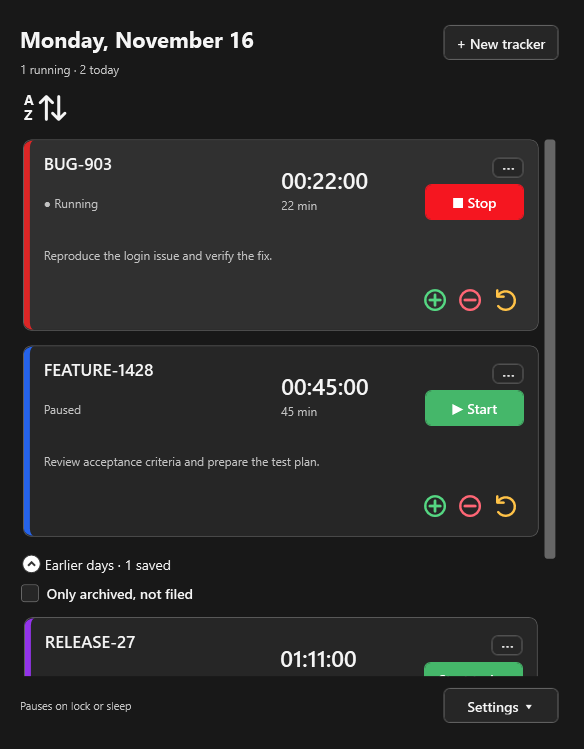 Monday, November 16
+ New tracker
1 running · 2 today
A
Z
BUG-903
...
00:22:00
Stop
● Running
22 min
Reproduce the login issue and verify the fix.
FEATURE-1428
...
00:45:00
▶ Start
Paused
45 min
Review acceptance criteria and prepare the test plan.
Earlier days · 1 saved
Only archived, not filed
RELEASE-27
...
01:11:00
Pauses on lock or sleep
Settings ▼